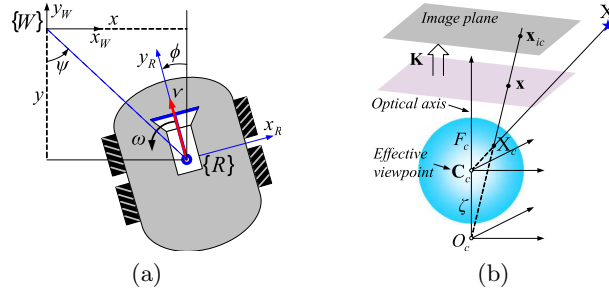 y_W
{W}
x_W
x
ψ
y
y_R
ϕ
ν
x_R
ω
{R}
(a)
Image plane
X
x_ic
K
x
Optical axis
F_c
Effective
viewpoint
X_c
C_c
ζ
O_c
(b)